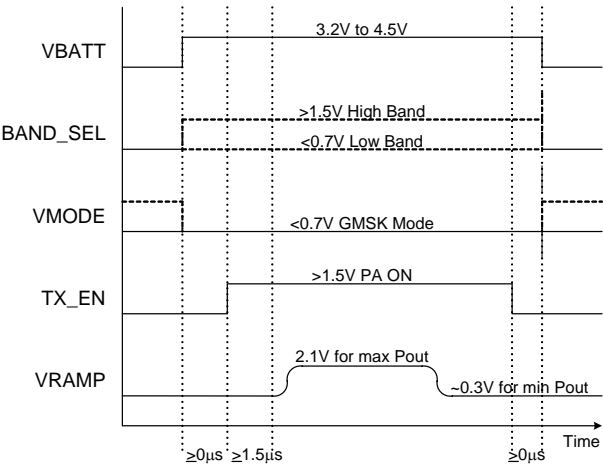 VBATT
3.2V to 4.5V
BAND_SEL
>1.5V High Band
<0.7V Low Band
VMODE
<0.7V GMSK Mode
TX_EN
>1.5V PA ON
VRAMP
2.1V for max Pout
~0.3V for min Pout
Time
≥0μs ≥1.5μs ≥0μs